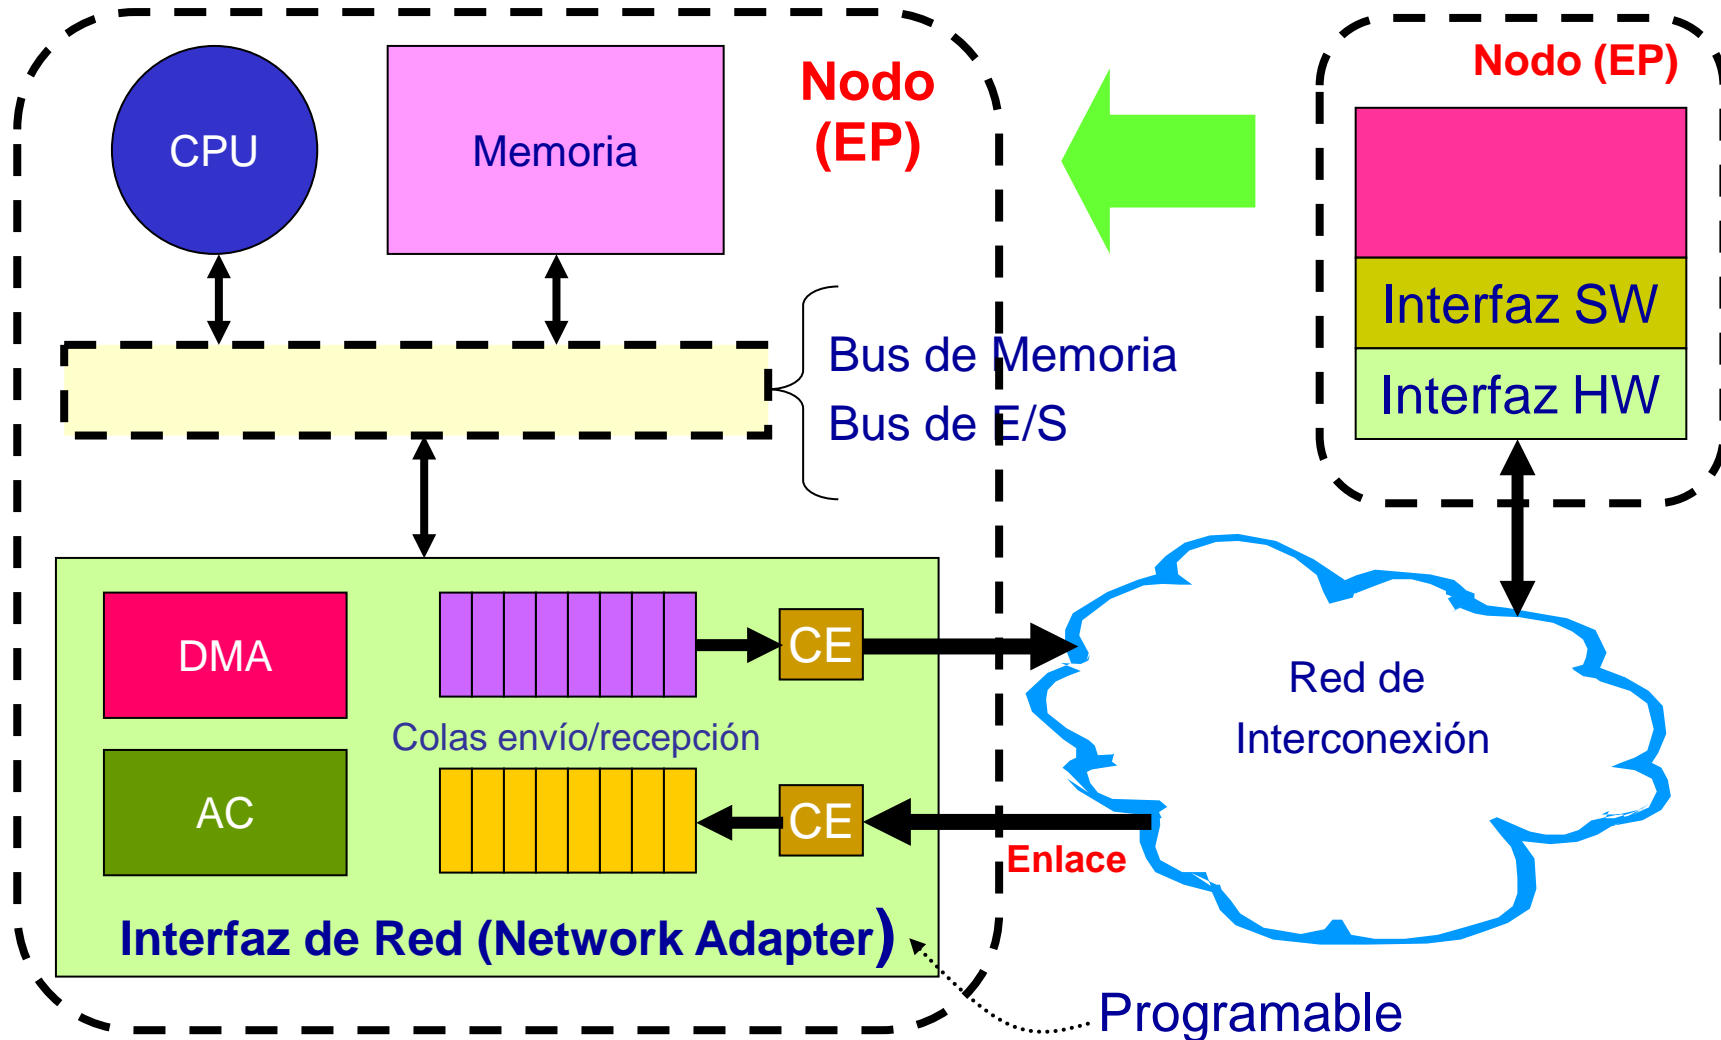 Nodo (EP)
CPU
Memoria
Nodo
(EP)
Interfaz SW
Interfaz HW
Bus de Memoria
Bus de E/S
DMA
CE
Colas envío/recepción
AC
CE
Enlace
Red de
Interconexión
Interfaz de Red (Network Adapter)
Programable